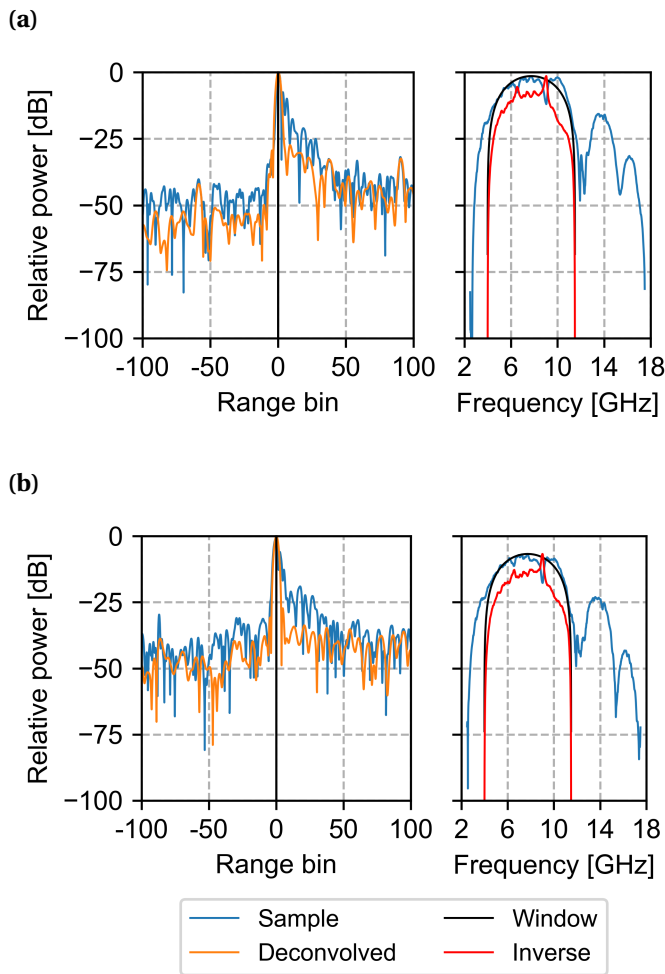 (a)
Relative power [dB]
0
−25
−50
−75
−100
-100 -50 0 50 100
Range bin
2 6 10 14 18
Frequency [GHz]
(b)
Relative power [dB]
0
−25
−50
−75
−100
-100 -50 0 50 100
Range bin
2 6 10 14 18
Frequency [GHz]
Sample
Window
Deconvolved
Inverse